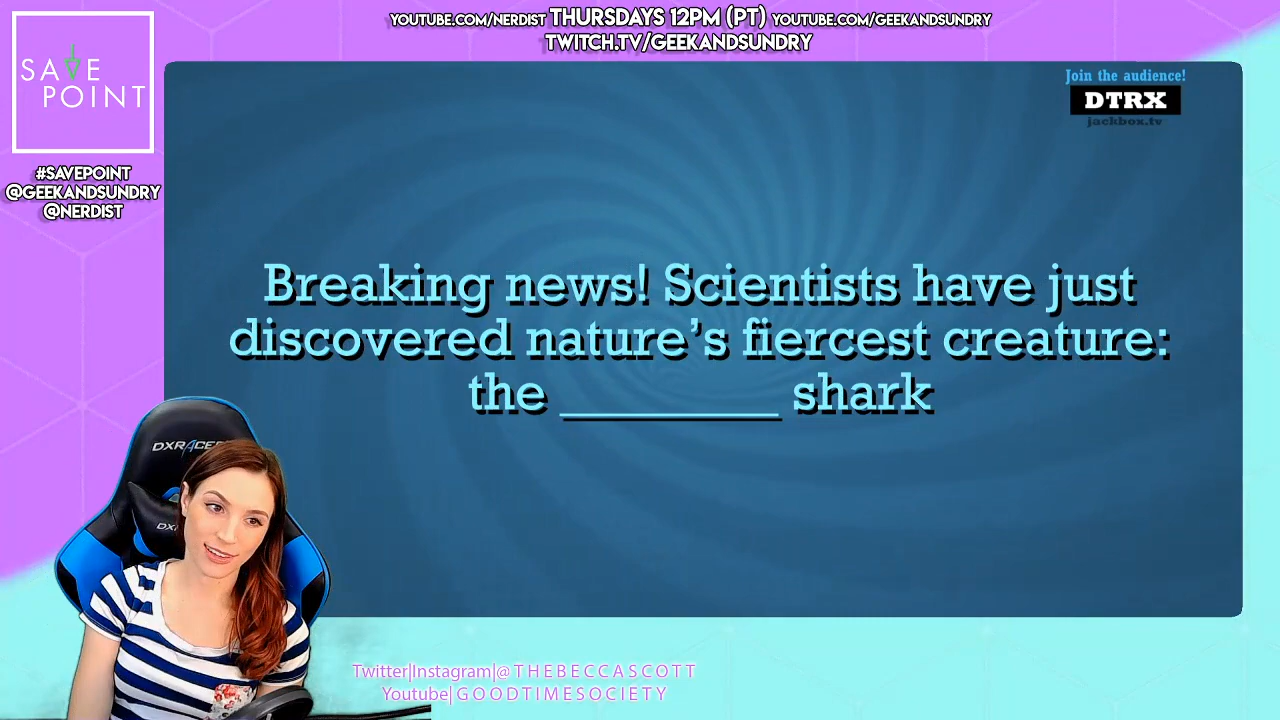 YOUTUBE.COM/NERDIST THURSDAYS 12PM (PT) YOUTUBE.COM/GEEKANDSUNDRY
TWITCH.TV/GEEKANDSUNDRY
SAVE
POINT
#SAVEPOINT
@GEEKANDSUNDRY
@NERDIST
Join the audience!
DTRX
jackbox.tv
Breaking news! Scientists have just
discovered nature's fiercest creature:
the ________ shark
DXRACER
DXR
Twitter|Instagram|@THEBECCASCOTT
Youtube|GOODTIMESOCIETY